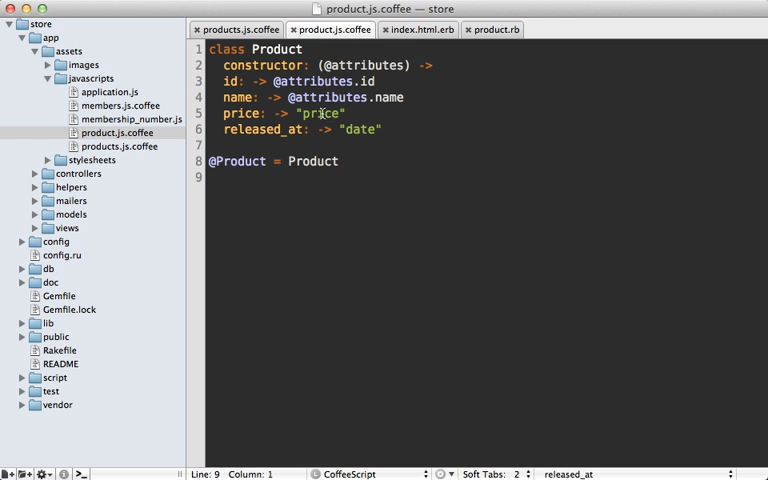 product.js.coffee — store
store
app
assets
images
javascripts
application.js
members.js.coffee
membership_number.js
product.js.coffee
products.js.coffee
stylesheets
controllers
helpers
mailers
models
views
config
config.ru
db
doc
Gemfile
Gemfile.lock
lib
public
Rakefile
README
script
test
vendor
products.js.coffee product.js.coffee index.html.erb product.rb
1 class Product
2 constructor: (@attributes) ->
3 id: -> @attributes.id
4 name: -> @attributes.name
5 price: -> "price"
6 released_at: -> "date"
7
8 @Product = Product
9
Line: 9 Column: 1 CoffeeScript Soft Tabs: 2 released_at